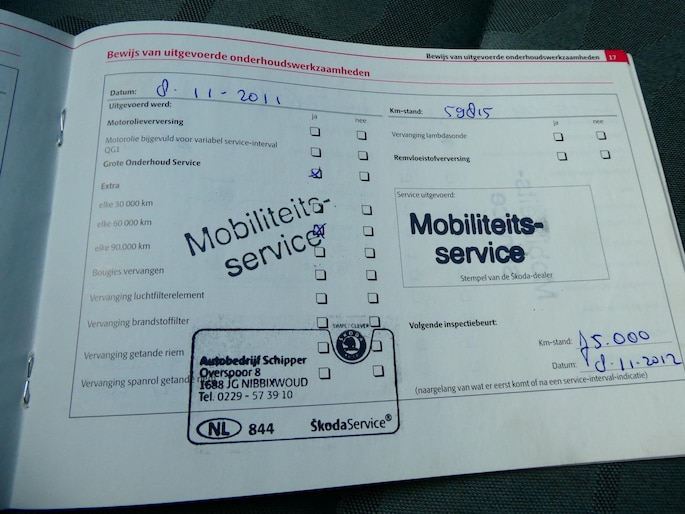 Bewijs van uitgevoerde onderhoudswerkzaamheden 17
Bewijs van uitgevoerde onderhoudswerkzaamheden
Datum: 8-11-2011
Km-stand: 59815
Uitgevoerd werd: ja nee
ja nee
Motorolieverversing
Motorolie bijgevuld voor variabel service-interval
QG1
Grote Onderhoud Service
Extra
elke 30 000 km
elke 60 000 km
elke 90.000 km
Bougies vervangen
Vervanging luchtfilterelement
Vervanging brandstoffilter
Vervanging getande riem
Vervanging spanrol getande
Mobiliteits-
service
SIMPLY CLEVER
SKODA
Autobedrijf Schipper
Overspoor 8
1688 JG NIBBIXWOUD
Tel. 0229 - 57 39 10
NL 844 ŠkodaService®
Vervanging lambdasonde
Remvloeistofverversing
Service uitgevoerd:
Mobiliteits-
service
Stempel van de Škoda-dealer
Volgende inspectiebeurt:
Km-stand: 75.000
Datum: 8-11-2012
(naargelang van wat er eerst komt of na een service-interval-indicatie)